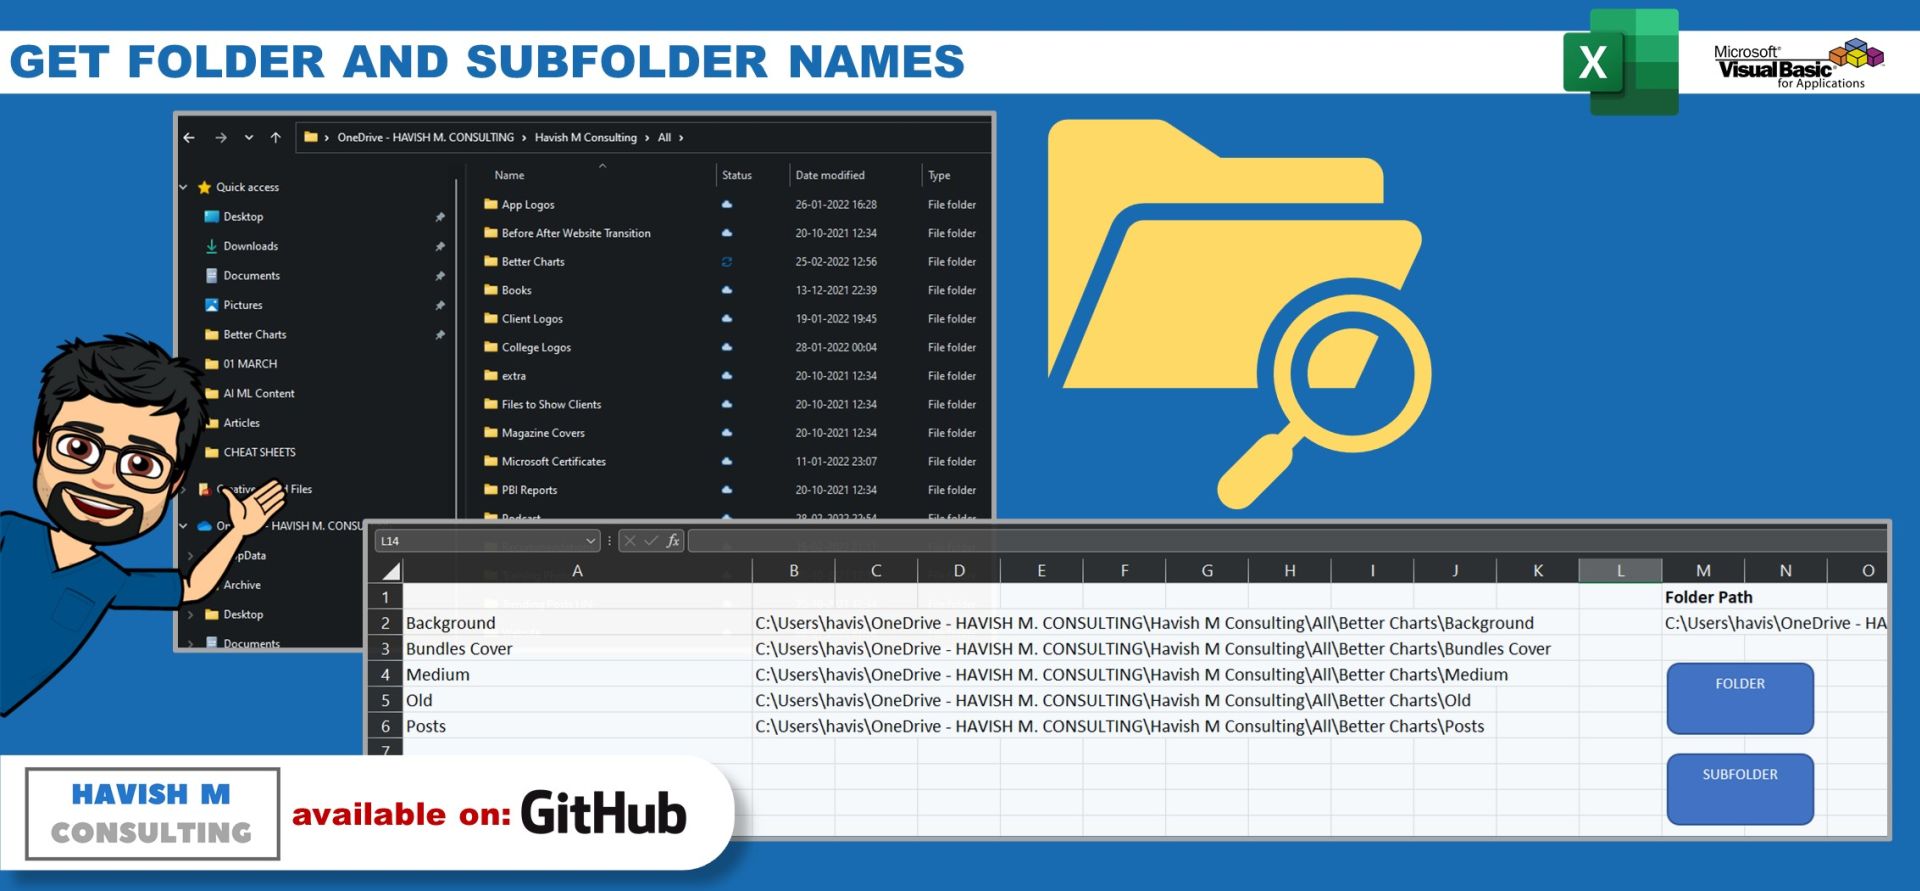 GET FOLDER AND SUBFOLDER NAMES
X
Microsoft®
Visual Basic®
for Applications
OneDrive - HAVISH M. CONSULTING › Havish M Consulting › All ›
Name Status Date modified Type
Quick access
Desktop
Downloads
Documents
Pictures
Better Charts
01 MARCH
AI ML Content
Articles
CHEAT SHEETS
Files
- HAVISH M. CONSU
Archive
Desktop
Documents
App Logos 26-01-2022 16:28 File folder
Before After Website Transition 20-10-2021 12:34 File folder
Better Charts 25-02-2022 12:56 File folder
Books 13-12-2021 22:39 File folder
Client Logos 19-01-2022 19:45 File folder
College Logos 28-01-2022 00:04 File folder
extra 20-10-2021 12:34 File folder
Files to Show Clients 20-10-2021 12:34 File folder
Magazine Covers 20-10-2021 12:34 File folder
Microsoft Certificates 11-01-2022 23:07 File folder
PBI Reports 20-10-2021 12:34 File folder
Podcast 28-02-2022 22:54 File folder
L14 fx
A B C D E F G H I J K L M N O
1 Folder Path
2 Background C:\Users\havis\OneDrive - HAVISH M. CONSULTING\Havish M Consulting\All\Better Charts\Background C:\Users\havis\OneDrive - HA
3 Bundles Cover C:\Users\havis\OneDrive - HAVISH M. CONSULTING\Havish M Consulting\All\Better Charts\Bundles Cover
4 Medium C:\Users\havis\OneDrive - HAVISH M. CONSULTING\Havish M Consulting\All\Better Charts\Medium
5 Old C:\Users\havis\OneDrive - HAVISH M. CONSULTING\Havish M Consulting\All\Better Charts\Old
6 Posts C:\Users\havis\OneDrive - HAVISH M. CONSULTING\Havish M Consulting\All\Better Charts\Posts
7
FOLDER
SUBFOLDER
HAVISH M
CONSULTING
available on: GitHub